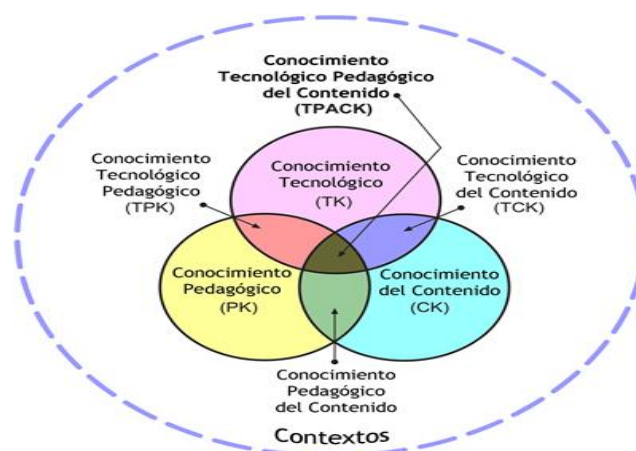 Conocimiento
Tecnológico Pedagógico
del Contenido
(TPACK)
Conocimiento
Tecnológico
Pedagógico
(TPK)
Conocimiento
Tecnológico
(TK)
Conocimiento
Tecnológico
del Contenido
(TCK)
Conocimiento
Pedagógico
(PK)
Conocimiento
del Contenido
(CK)
Conocimiento
Pedagógico
del Contenido
Contextos